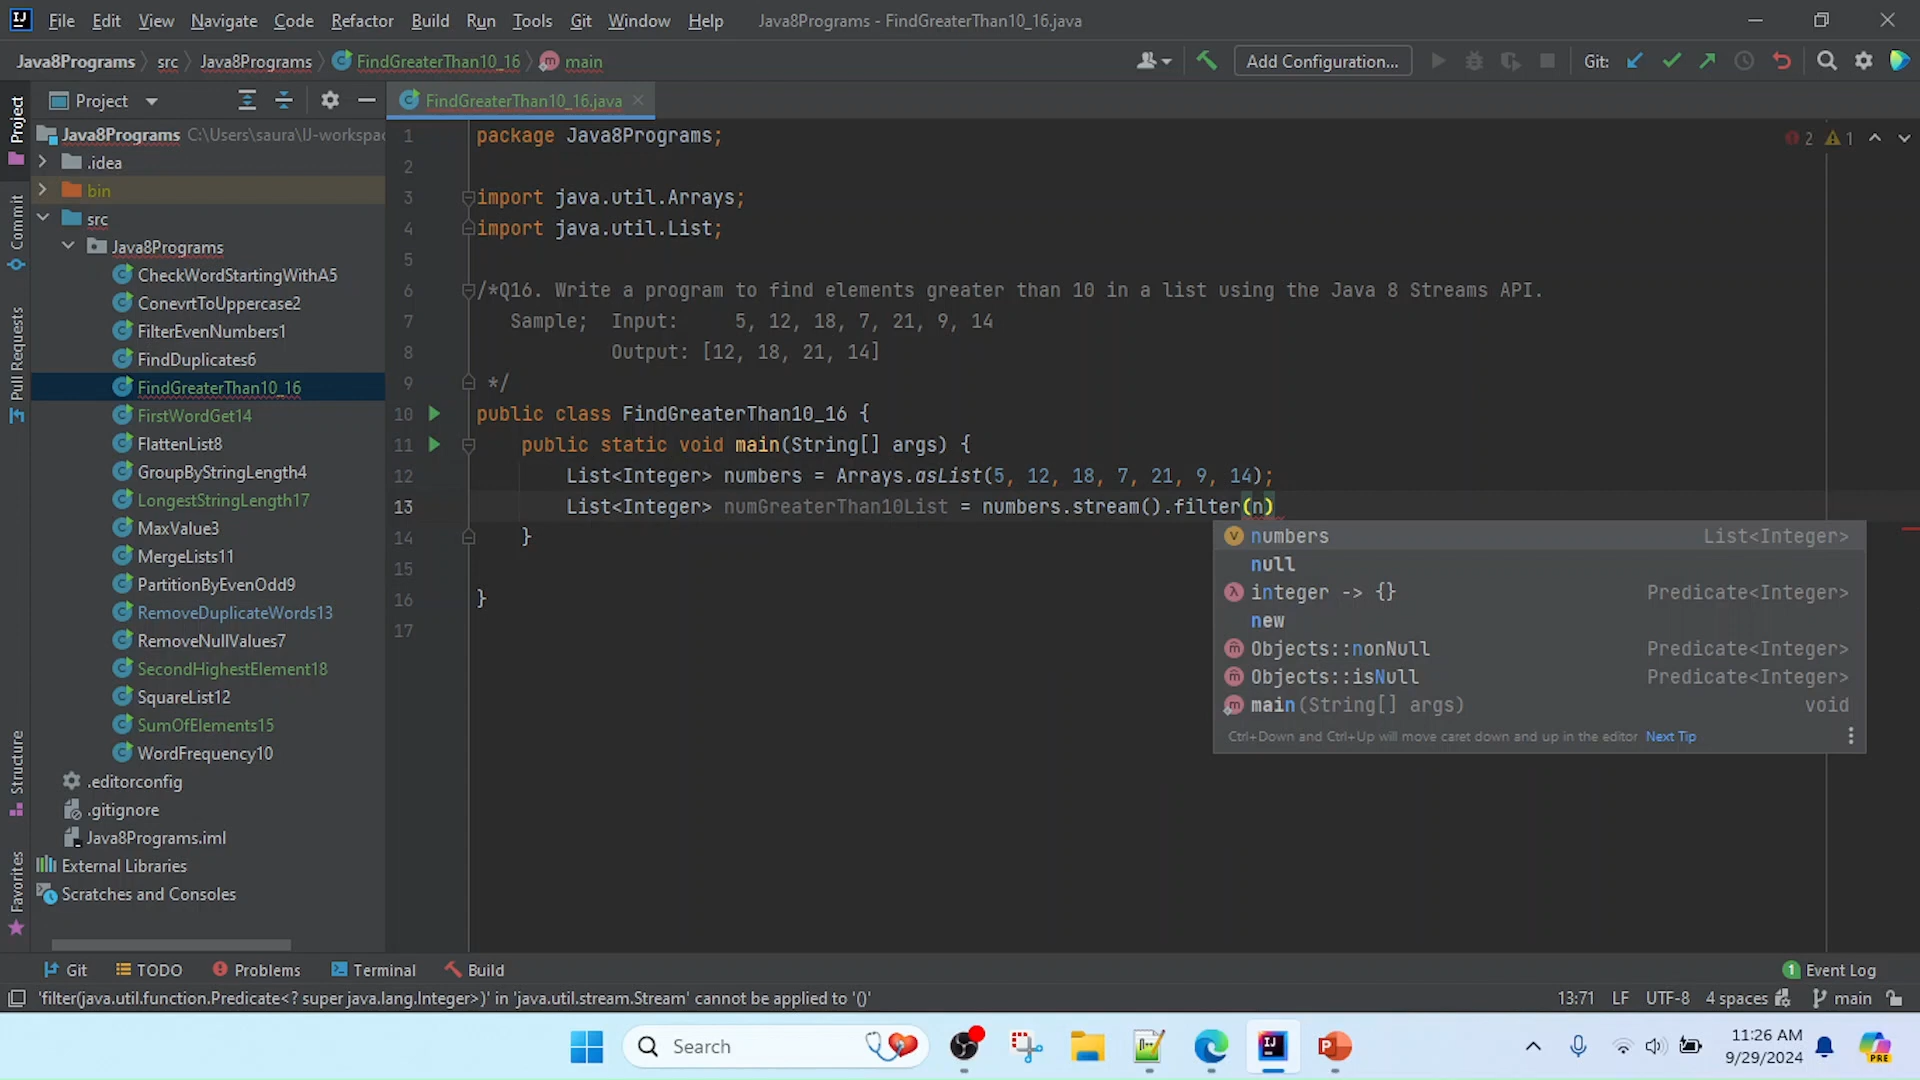 File Edit View Navigate Code Refactor Build Run Tools Git Window Help Java8Programs - FindGreaterThan10_16.java
Java8Programs src Java8Programs FindGreaterThan10_16 main Add Configuration... Git:
Project FindGreaterThan10_16.java
Project
Commit
Pull Requests
Structure
Favorites
Java8Programs C:\Users\saura\IJ-workspac
.idea
bin
src
Java8Programs
CheckWordStartingWithA5
ConevrtToUppercase2
FilterEvenNumbers1
FindDuplicates6
FindGreaterThan10_16
FirstWordGet14
FlattenList8
GroupByStringLength4
LongestStringLength17
MaxValue3
MergeLists11
PartitionByEvenOdd9
RemoveDuplicateWords13
RemoveNullValues7
SecondHighestElement18
SquareList12
SumOfElements15
WordFrequency10
.editorconfig
.gitignore
Java8Programs.iml
External Libraries
Scratches and Consoles
2 1
1 package Java8Programs;
2
3 import java.util.Arrays;
4 import java.util.List;
5
6 /*Q16. Write a program to find elements greater than 10 in a list using the Java 8 Streams API.
7 Sample; Input: 5, 12, 18, 7, 21, 9, 14
8 Output: [12, 18, 21, 14]
9 */
10 public class FindGreaterThan10_16 {
11 public static void main(String[] args) {
12 List<Integer> numbers = Arrays.asList(5, 12, 18, 7, 21, 9, 14);
13 List<Integer> numGreaterThan10List = numbers.stream().filter(n)
14 }
15
16 }
17
numbers List<Integer>
null
integer -> {} Predicate<Integer>
new
Objects::nonNull Predicate<Integer>
Objects::isNull Predicate<Integer>
main(String[] args) void
Ctrl+Down and Ctrl+Up will move caret down and up in the editor Next Tip
Git TODO Problems Terminal Build 1 Event Log
'filter(java.util.function.Predicate<? super java.lang.Integer>)' in 'java.util.stream.Stream' cannot be applied to '()' 13:71 LF UTF-8 4 spaces main
Search
11:26 AM
9/29/2024
PRE